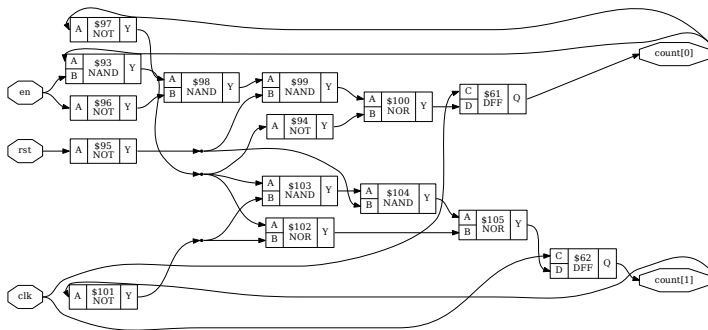 A $97 NOT Y
A B $93 NAND Y
en
A $96 NOT Y
A B $98 NAND Y
A B $99 NAND Y
A B $100 NOR Y
C D $61 DFF Q
count[0]
rst
A $95 NOT Y
A $94 NOT Y
A B $103 NAND Y
A B $104 NAND Y
A B $102 NOR Y
A B $105 NOR Y
clk
A $101 NOT Y
C D $62 DFF Q
count[1]